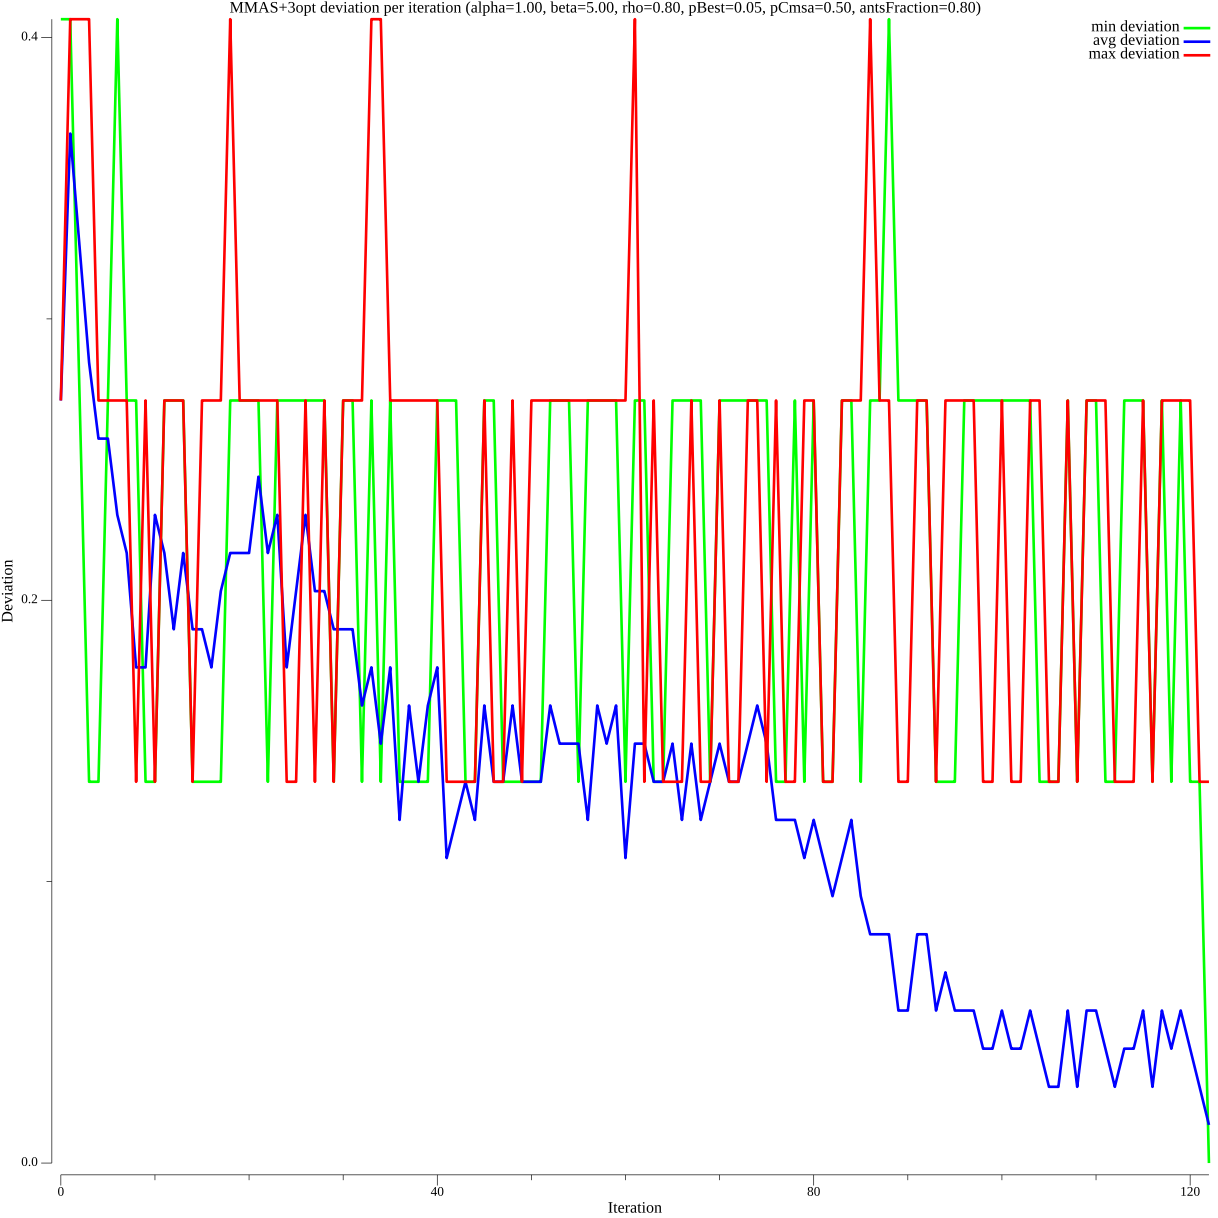 MMAS+3opt deviation per iteration (alpha=1.00, beta=5.00, rho=0.80, pBest=0.05, pCmsa=0.50, antsFraction=0.80)
min deviation
avg deviation
max deviation
0.4
0.2
0.0
Deviation
0 40 80 120
Iteration